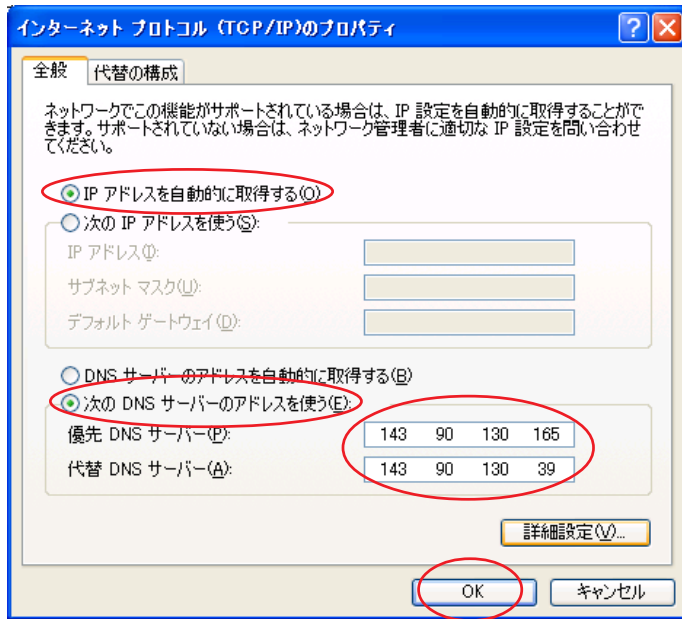 インターネット プロトコル (TCP/IP)のプロパティ
全般
代替の構成
ネットワークでこの機能がサポートされている場合は、IP 設定を自動的に取得することがで
きます。サポートされていない場合は、ネットワーク管理者に適切な IP 設定を問い合わせ
てください。
IP アドレスを自動的に取得する(O)
次の IP アドレスを使う(S):
IP アドレス(I):
サブネット マスク(U):
デフォルト ゲートウェイ(D):
DNS サーバーのアドレスを自動的に取得する(B)
次の DNS サーバーのアドレスを使う(E):
優先 DNS サーバー(P): 143 90 130 165
代替 DNS サーバー(A): 143 90 130 39
詳細設定(V)...
OK
キャンセル